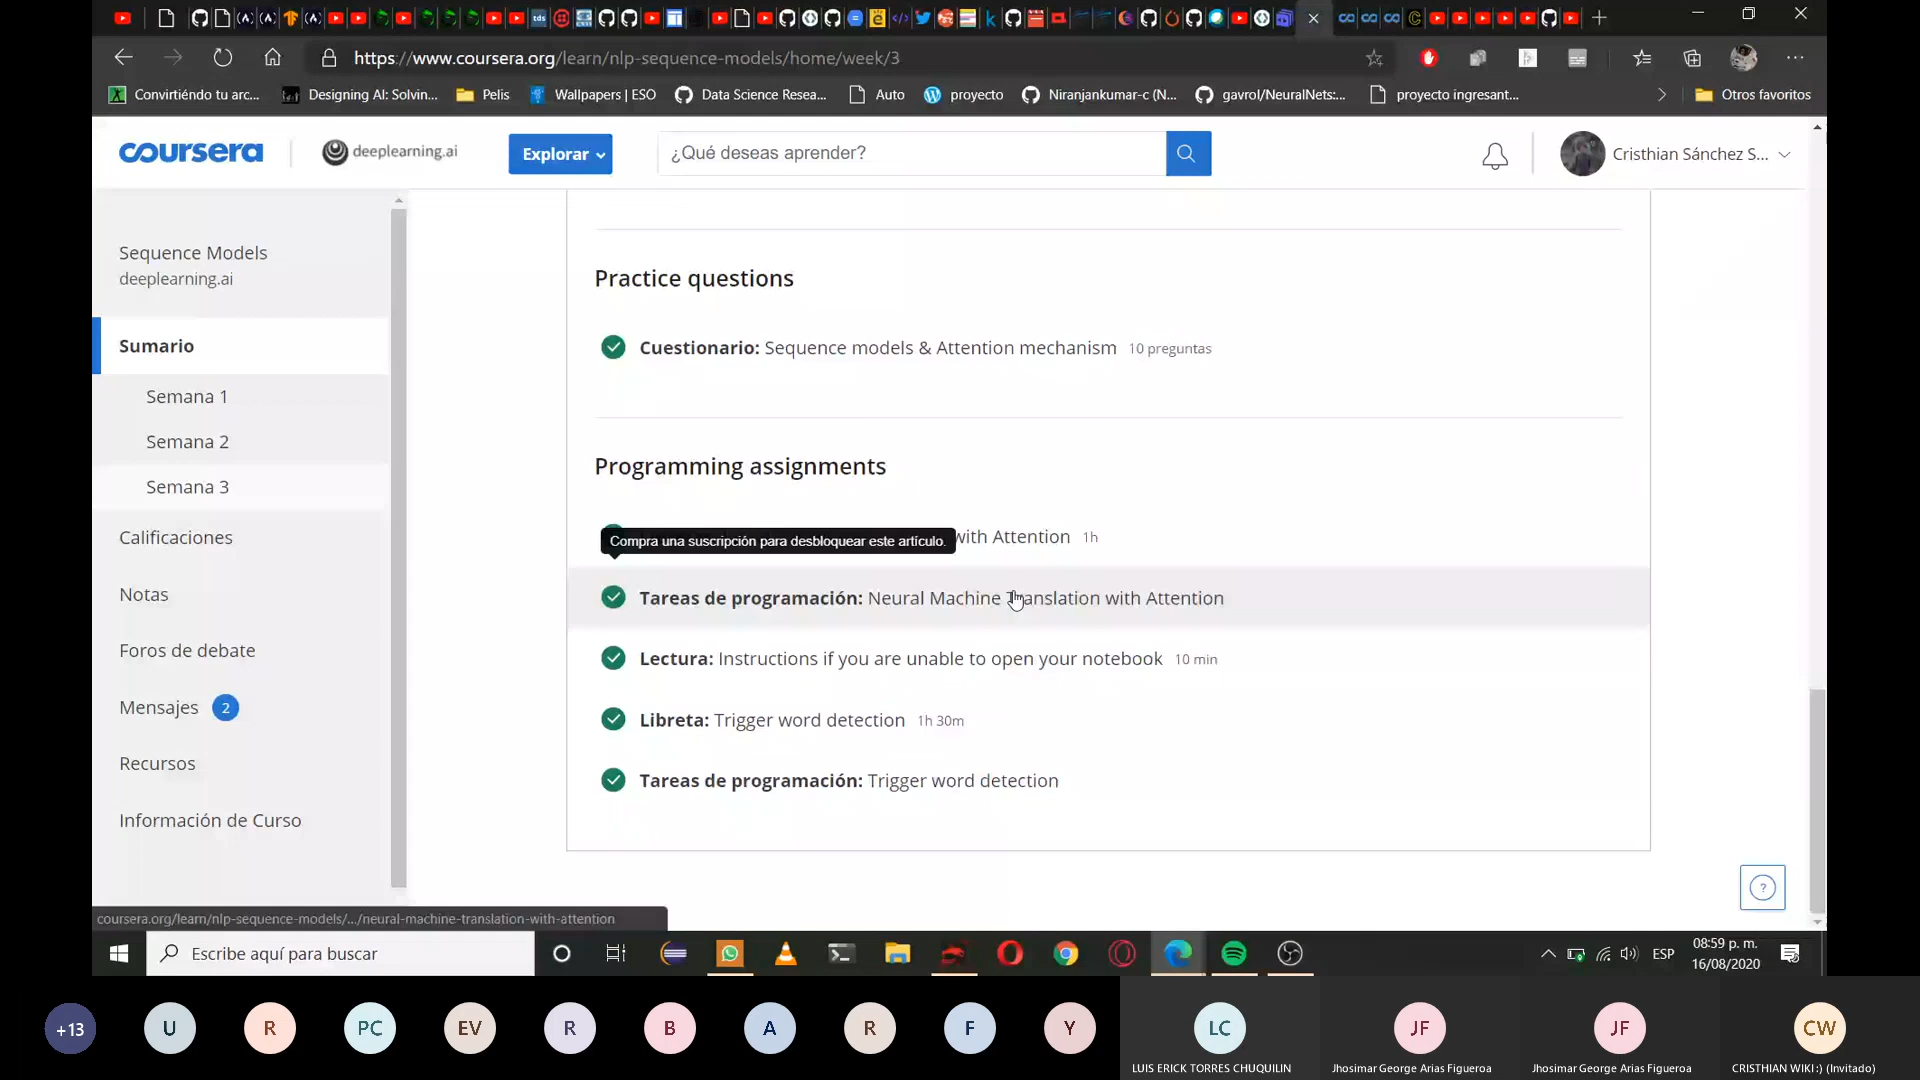 tds
https://www.coursera.org/learn/nlp-sequence-models/home/week/3
Convirtiéndo tu arc...
Designing AI: Solvin...
Pelis
Wallpapers | ESO
Data Science Resea...
Auto
proyecto
Niranjankumar-c (N...
gavrol/NeuralNets:...
proyecto ingresant...
Otros favoritos
coursera
deeplearning.ai
Explorar
¿Qué deseas aprender?
Cristhian Sánchez S...
Sequence Models
deeplearning.ai
Sumario
Semana 1
Semana 2
Semana 3
Calificaciones
Notas
Foros de debate
Mensajes 2
Recursos
Información de Curso
Practice questions
Cuestionario: Sequence models & Attention mechanism 10 preguntas
Programming assignments
Compra una suscripción para desbloquear este artículo.
with Attention 1h
Tareas de programación: Neural Machine Translation with Attention
Lectura: Instructions if you are unable to open your notebook 10 min
Libreta: Trigger word detection 1h 30m
Tareas de programación: Trigger word detection
?
coursera.org/learn/nlp-sequence-models/.../neural-machine-translation-with-attention
Escribe aquí para buscar
ESP
08:59 p. m.
16/08/2020
+13
U
R
PC
EV
R
B
A
R
F
Y
LC
JF
JF
CW
LUIS ERICK TORRES CHUQUILIN
Jhosimar George Arias Figueroa
Jhosimar George Arias Figueroa
CRISTHIAN WIKI :) (Invitado)